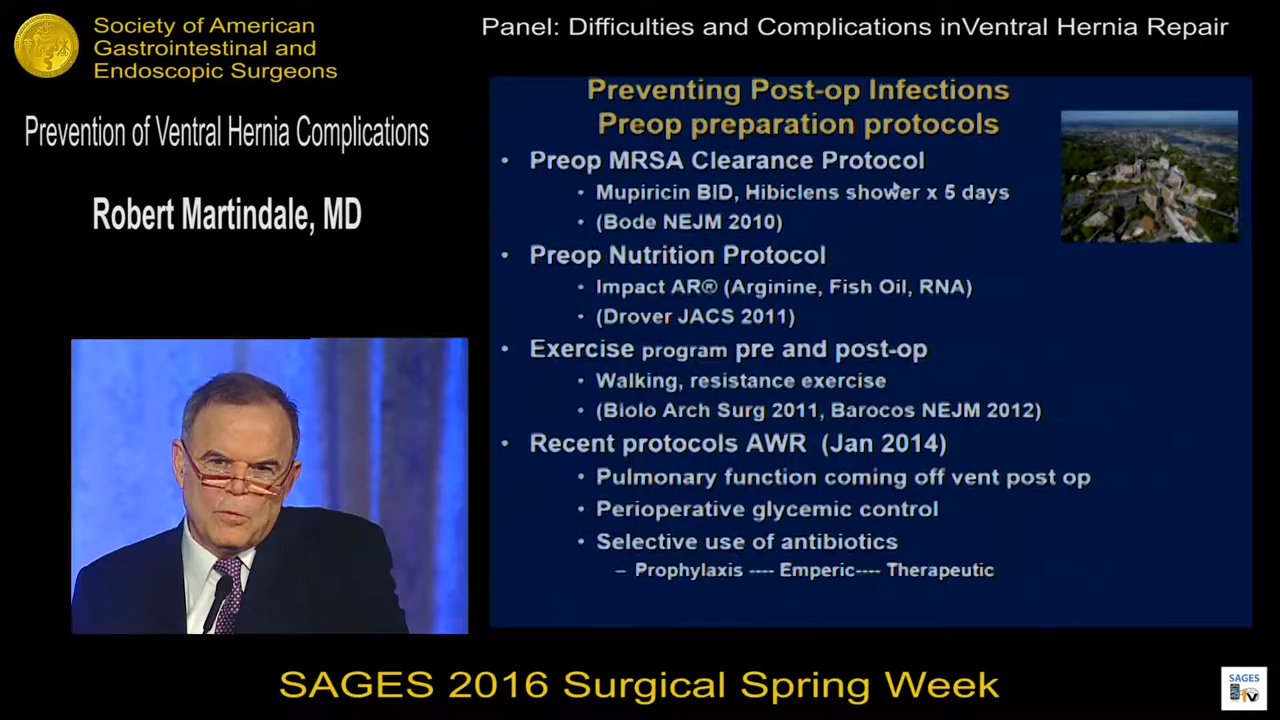 Society of American
Gastrointestinal and
Endoscopic Surgeons
Panel: Difficulties and Complications inVentral Hernia Repair
Prevention of Ventral Hernia Complications
Robert Martindale, MD
Preventing Post-op Infections
Preop preparation protocols
• Preop MRSA Clearance Protocol
• Mupiricin BID, Hibiclens shower x 5 days
• (Bode NEJM 2010)
• Preop Nutrition Protocol
• Impact AR® (Arginine, Fish Oil, RNA)
• (Drover JACS 2011)
• Exercise program pre and post-op
• Walking, resistance exercise
• (Biolo Arch Surg 2011, Barocos NEJM 2012)
• Recent protocols AWR (Jan 2014)
• Pulmonary function coming off vent post op
• Perioperative glycemic control
• Selective use of antibiotics
– Prophylaxis ---- Emperic---- Therapeutic
SAGES 2016 Surgical Spring Week
SAGES
tv